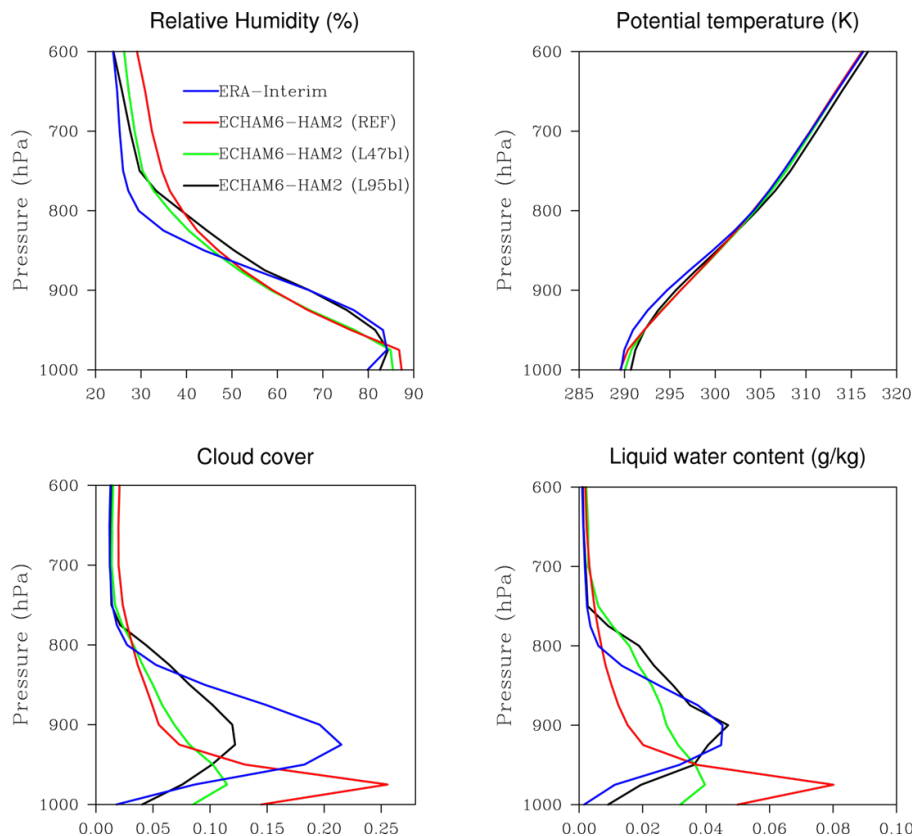 Relative Humidity (%)
600
700
800
900
1000
Pressure (hPa)
ERA-Interim
ECHAM6-HAM2 (REF)
ECHAM6-HAM2 (L47bl)
ECHAM6-HAM2 (L95bl)
20 30 40 50 60 70 80 90
Potential temperature (K)
600
700
800
900
1000
Pressure (hPa)
285 290 295 300 305 310 315 320
Cloud cover
600
700
800
900
1000
Pressure (hPa)
0.00 0.05 0.10 0.15 0.20 0.25
Liquid water content (g/kg)
600
700
800
900
1000
Pressure (hPa)
0.00 0.02 0.04 0.06 0.08 0.10